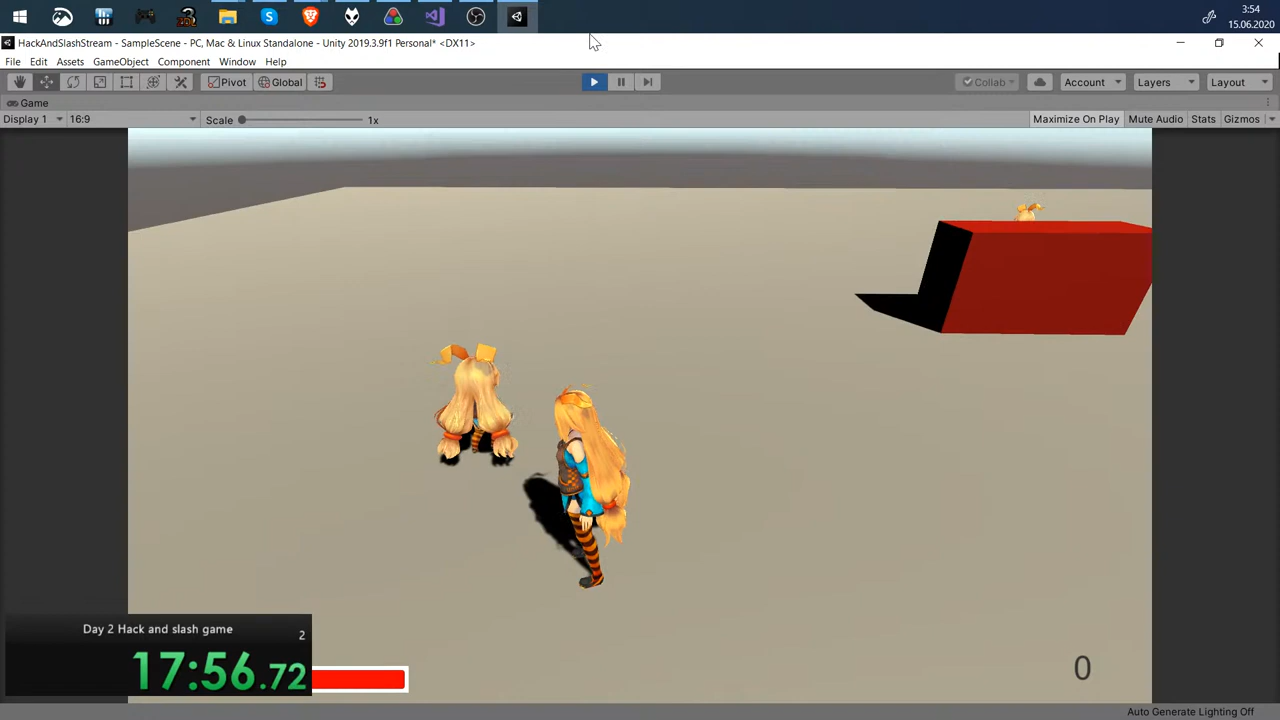 3:54
15.06.2020
HackAndSlashStream - SampleScene - PC, Mac & Linux Standalone - Unity 2019.3.9f1 Personal* <DX11>
File Edit Assets GameObject Component Window Help
Pivot Global Collab Account Layers Layout
Game
Display 1 16:9 Scale 1x Maximize On Play Mute Audio Stats Gizmos
Day 2 Hack and slash game
2
17:56.72
0
Auto Generate Lighting Off